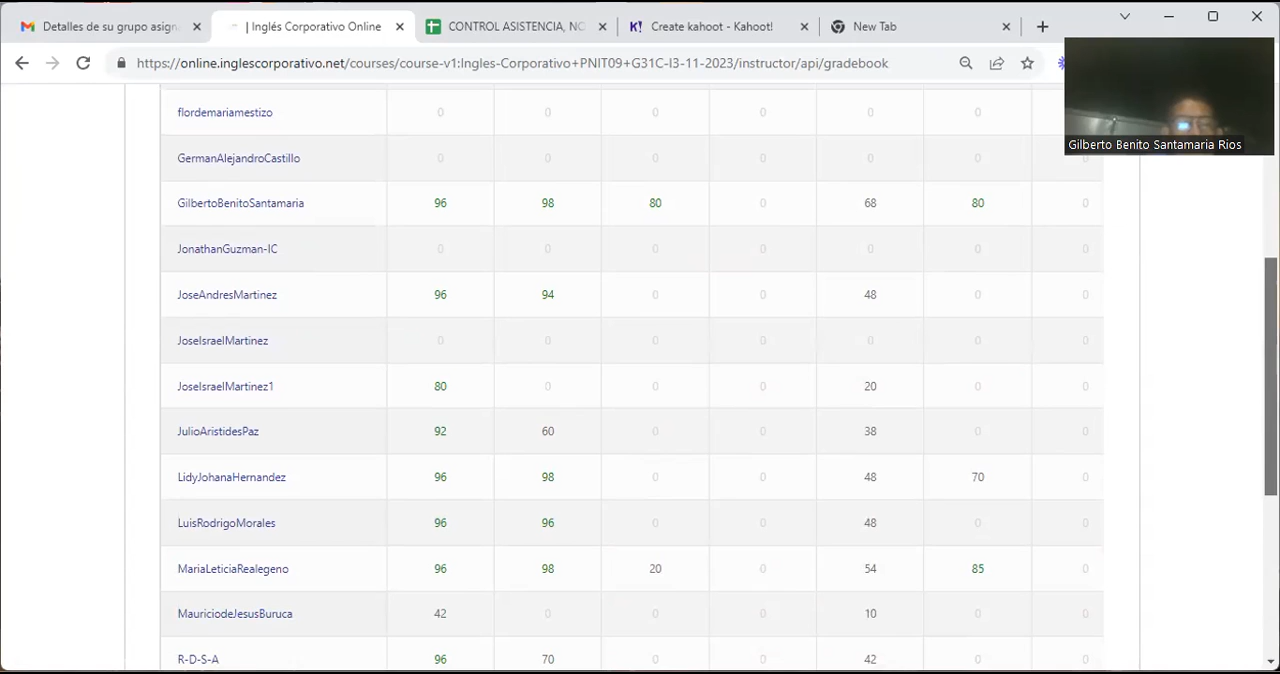 Detalles de su grupo asign
| Inglés Corporativo Online
CONTROL ASISTENCIA, NO
Create kahoot - Kahoot!
New Tab
https://online.inglescorporativo.net/courses/course-v1:Ingles-Corporativo+PNIT09+G31C-I3-11-2023/instructor/api/gradebook
Gilberto Benito Santamaria Rios
flordemariamestizo 0 0 0 0 0 0
GermanAlejandroCastillo 0 0 0 0 0 0 0
GilbertoBenitoSantamaria 96 98 80 0 68 80 0
JonathanGuzman-IC 0 0 0 0 0 0 0
JoseAndresMartinez 96 94 0 0 48 0 0
JoseIsraelMartinez 0 0 0 0 0 0 0
JoseIsraelMartinez1 80 0 0 0 20 0 0
JulioAristidesPaz 92 60 0 0 38 0 0
LidyJohanaHernandez 96 98 0 0 48 70 0
LuisRodrigoMorales 96 96 0 0 48 0 0
MariaLeticiaRealegeno 96 98 20 0 54 85 0
MauriciodeJesusBuruca 42 0 0 0 10 0 0
R-D-S-A 96 70 0 0 42 0 0